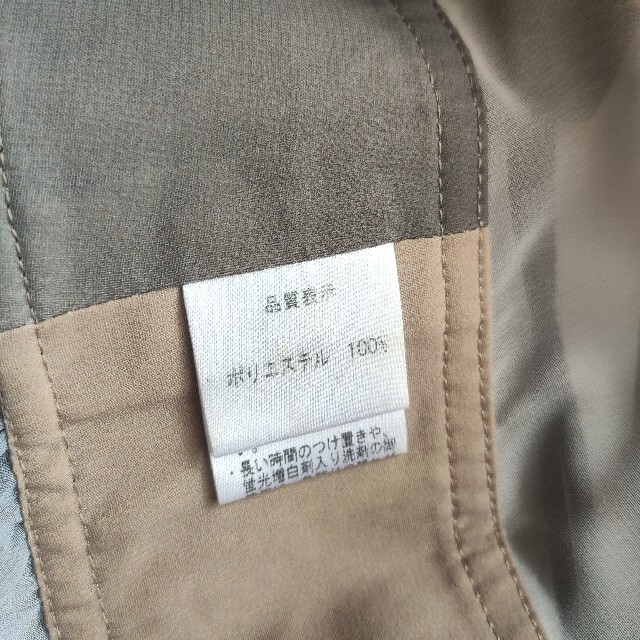 品質表示
ポリエステル 100%
・長い時間のつけ置きや、
蛍光増白剤入り洗剤の使